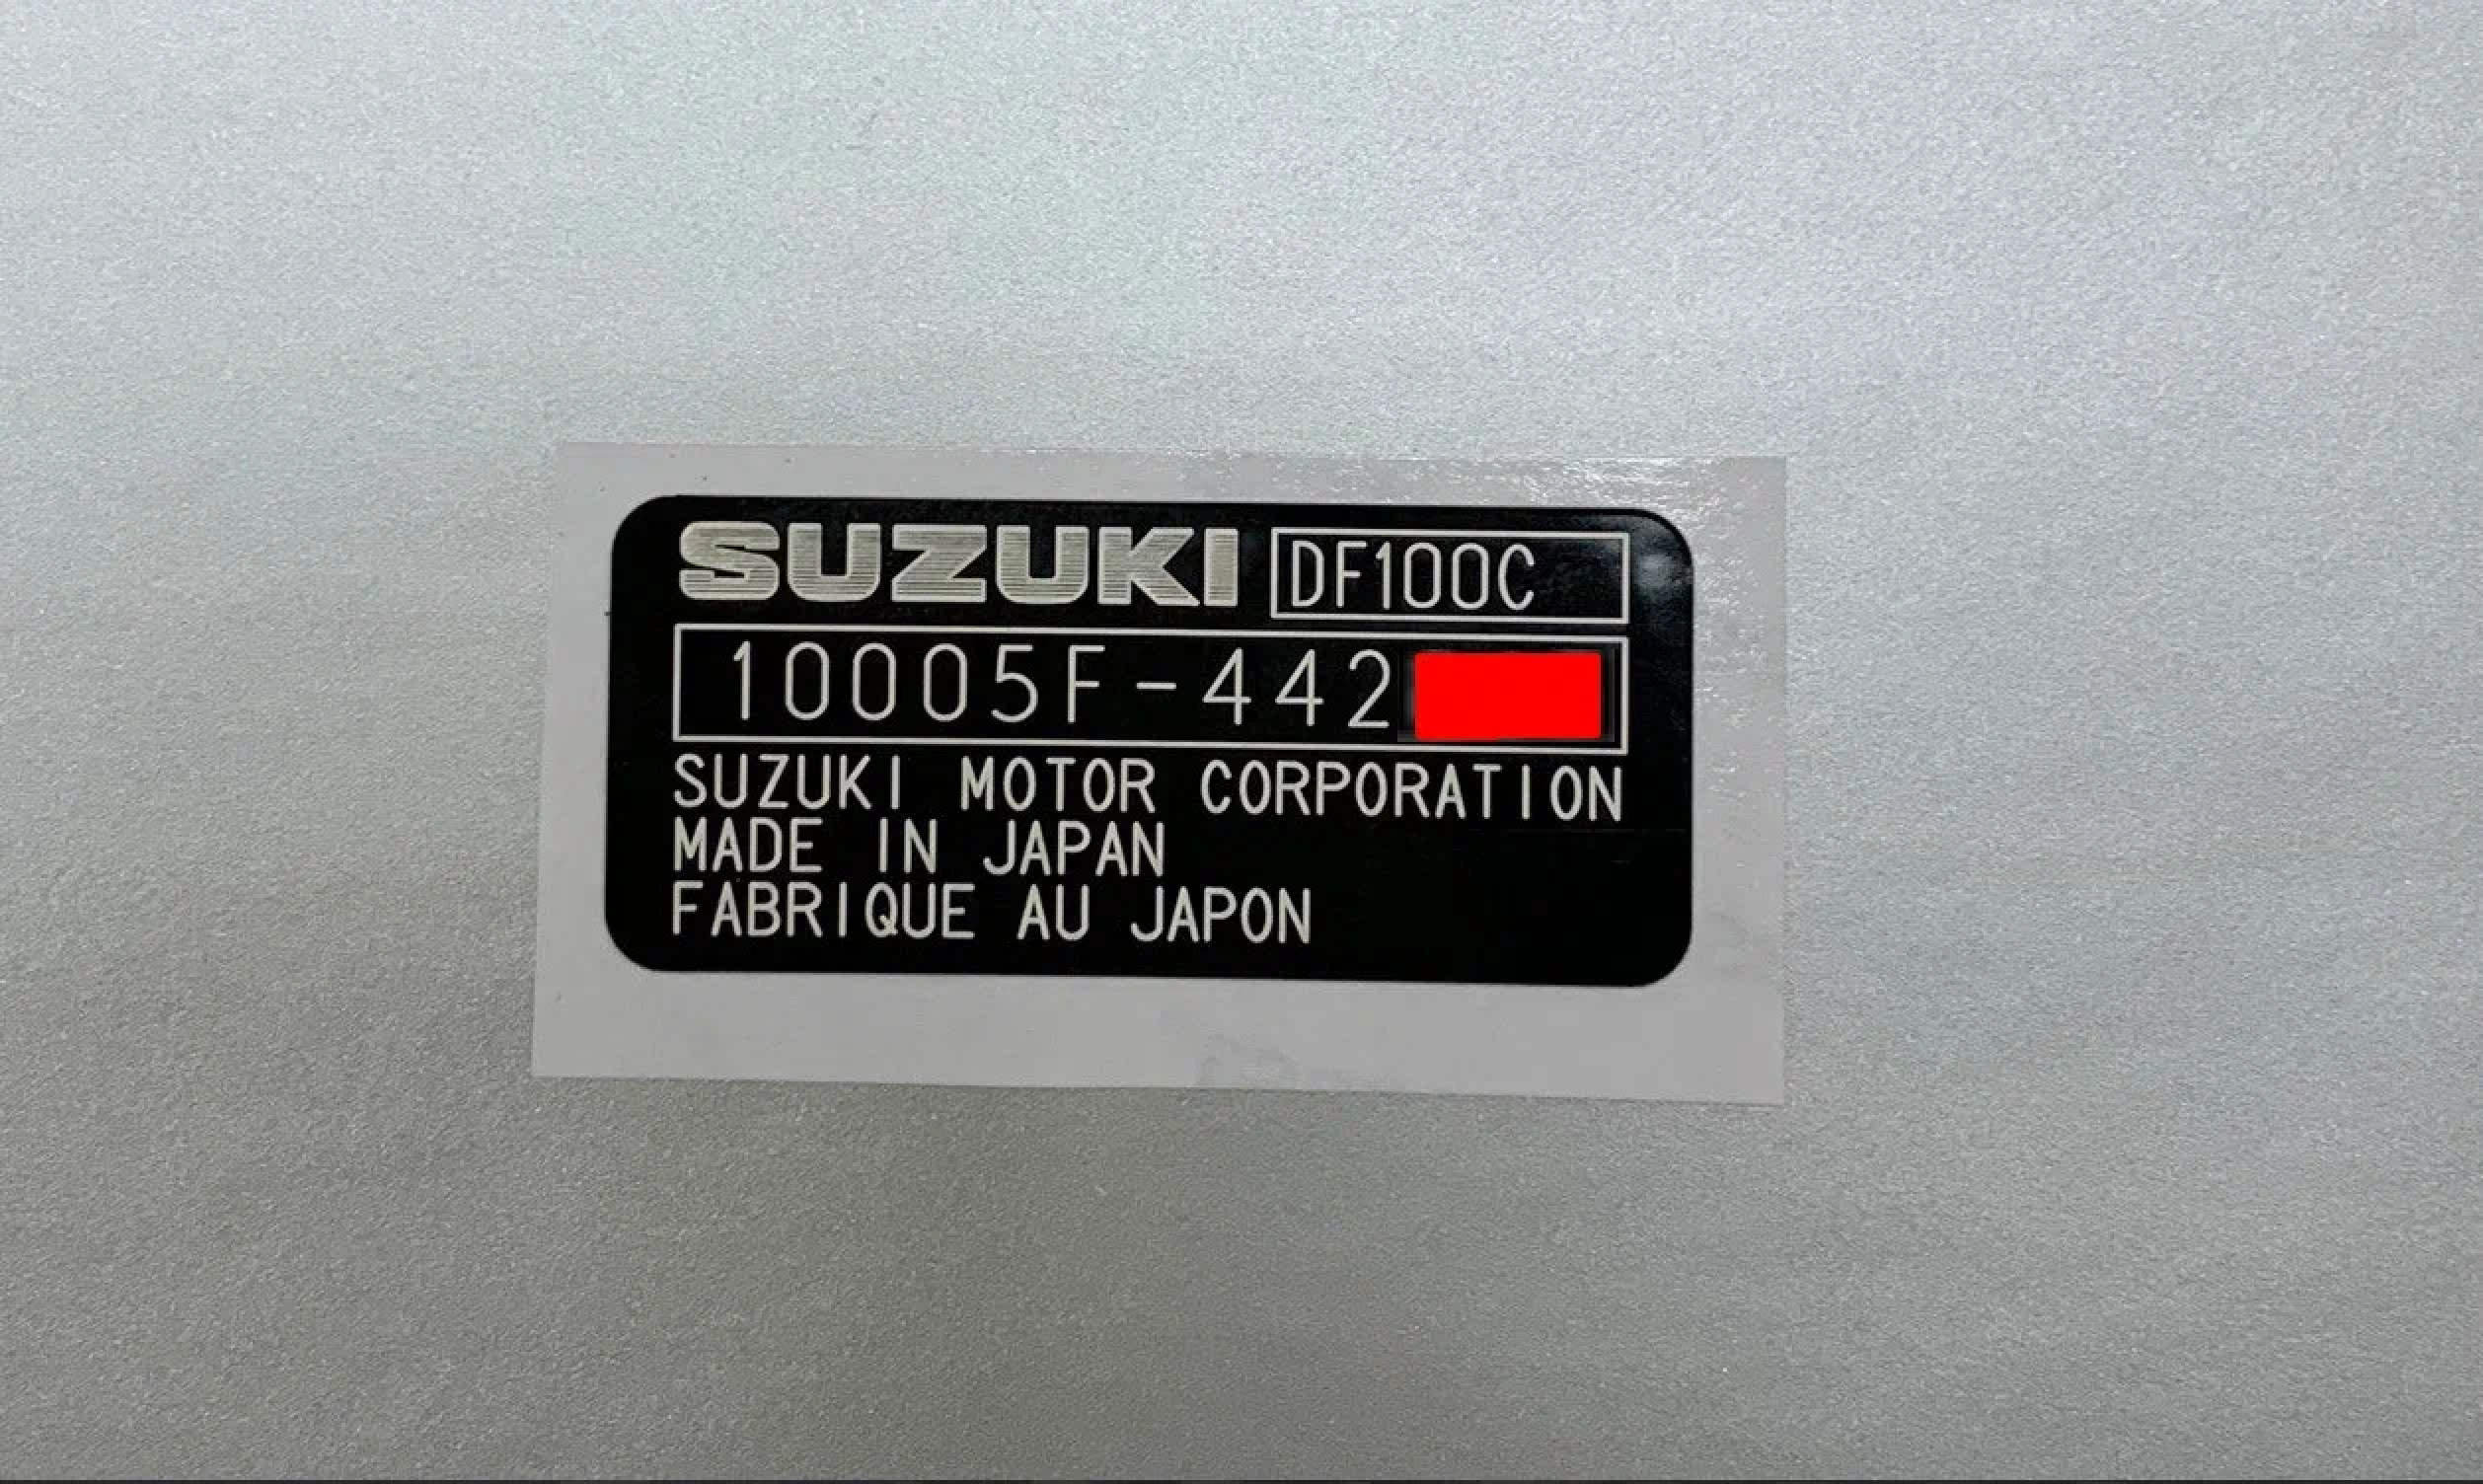 SUZUKI DF100C
10005F-442
SUZUKI MOTOR CORPORATION
MADE IN JAPAN
FABRIQUE AU JAPON